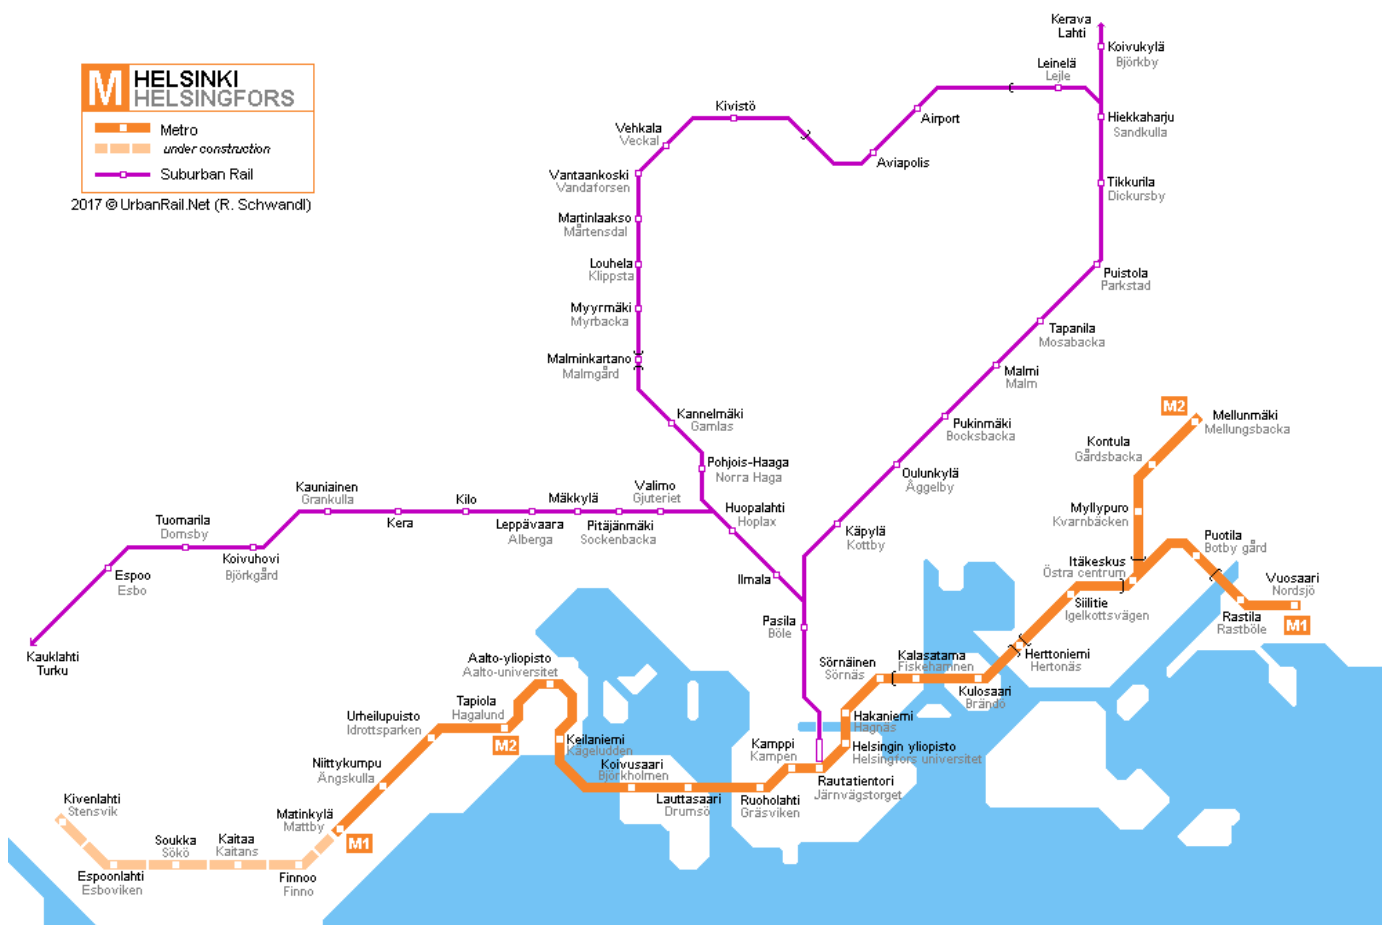 M HELSINKI
HELSINGFORS
Metro
under construction
Suburban Rail
2017 © UrbanRail.Net (R. Schwandl)
Kerava
Lahti
Koivukylä
Björkby
Leinelä
Lejle
Hiekkaharju
Sandkulla
Kivistö
Airport
Vehkala
Veckal
Aviapolis
Vantaankoski
Vandaforsen
Tikkurila
Dickursby
Martinlaakso
Mårtensdal
Louhela
Klippsta
Puistola
Parkstad
Myyrmäki
Myrbacka
Tapanila
Mosabacka
Malminkartano
Malmgård
Malmi
Malm
Kannelmäki
Gamlas
Pukinmäki
Bocksbacka
M2
Mellunmäki
Mellungsbacka
Kontula
Gårdsbacka
Pohjois-Haaga
Norra Haga
Oulunkylä
Åggelby
Kauniainen
Grankulla
Kera
Kilo
Leppävaara
Alberga
Mäkkylä
Pitäjänmäki
Sockenbacka
Valimo
Gjuteriet
Huopalahti
Hoplax
Käpylä
Kottby
Myllypuro
Kvarnbäcken
Tuomarila
Domsby
Koivuhovi
Björkgård
Espoo
Esbo
Ilmala
Puotila
Botby gård
Itäkeskus
Östra centrum
Vuosaari
Nordsjö
M1
Rastila
Rastböle
Siilitie
Igelkottsvägen
Pasila
Böle
Kauklahti
Turku
Aalto-yliopisto
Aalto-universitet
Sörnäinen
Sörnäs
Kalasatama
Fiskehamnen
Herttoniemi
Hertonäs
Kulosaari
Brändö
Tapiola
Hagalund
M2
Urheilupuisto
Idrottsparken
Hakaniemi
Hagnäs
Keilaniemi
Kägeludden
Kamppi
Kampen
Helsingin yliopisto
Helsingfors universitet
Niittykumpu
Ängskulla
Koivusaari
Björkholmen
Rautatientori
Järnvägstorget
Lauttasaari
Drumsö
Ruoholahti
Gräsviken
Kivenlahti
Stensvik
Matinkylä
Mattby
M1
Soukka
Sökö
Kaitaa
Kaitans
Espoonlahti
Esboviken
Finnoo
Finno